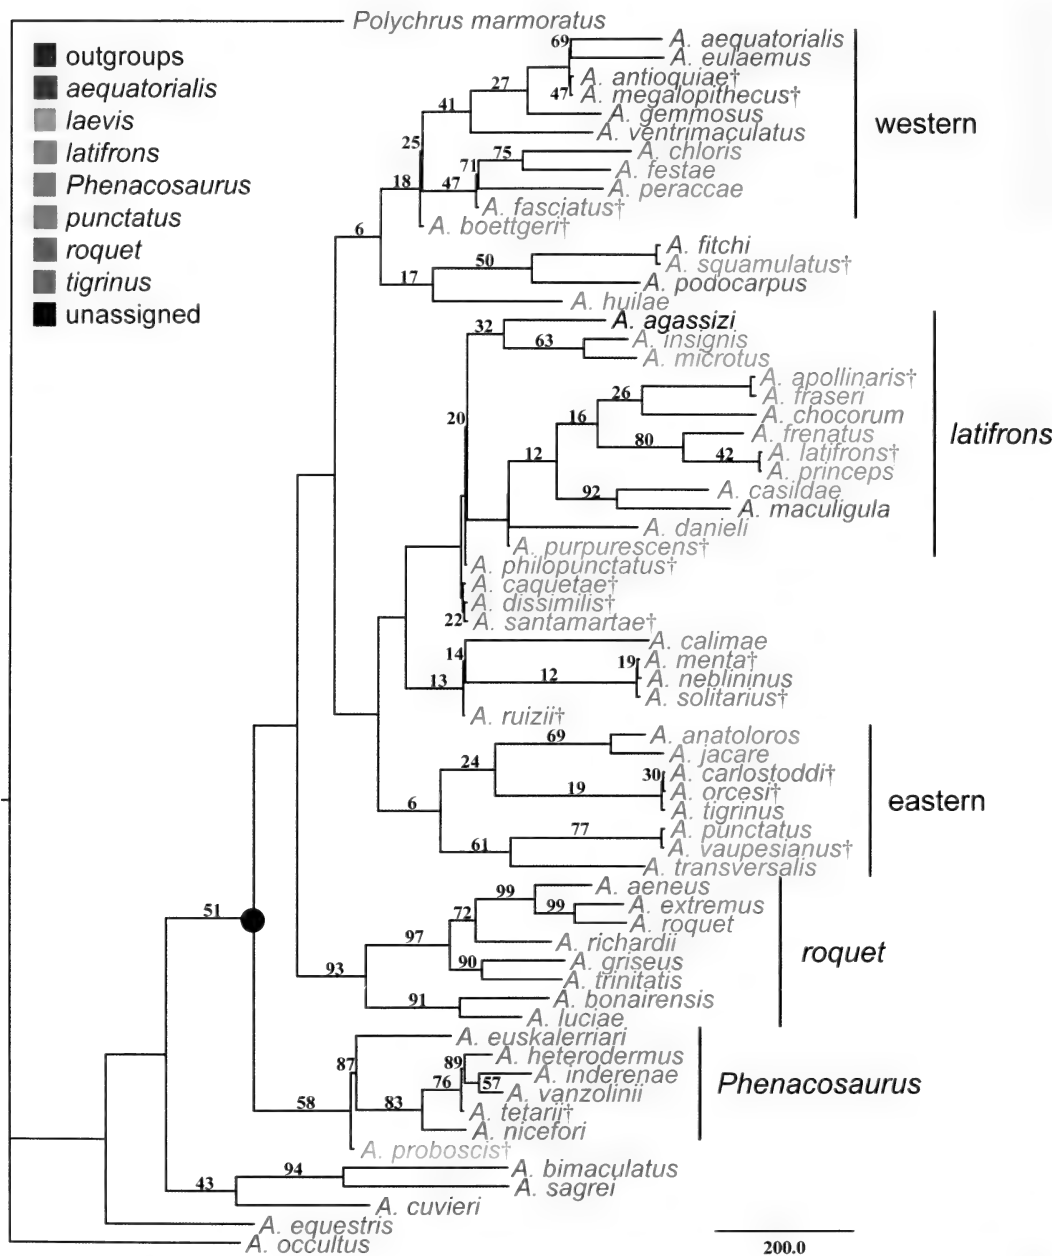 Polychrus marmoratus
outgroups
aequatorialis
laevis
latifrons
Phenacosaurus
punctatus
roquet
tigrinus
unassigned
69
A. aequatorialis
A. eulaemus
27
A. antioquiae†
47
A. megalopithecus†
41
A. gemmosus
A. ventrimaculatus
western
25
75
A. chloris
71
A. festae
18
47
A. peraccae
A. fasciatus†
A. boettgeri†
6
A. fitchi
50
A. squamulatus†
17
A. podocarpus
A. huilae
32
A. agassizi
63
A. insignis
A. microtus
A. apollinaris†
26
A. fraseri
20
16
A. chocorum
80
A. frenatus
latifrons
12
42
A. latifrons†
A. princeps
92
A. casildae
A. maculigula
A. danieli
A. purpurescens†
A. philopunctatus†
A. caquetae†
A. dissimilis†
22
A. santamartae†
14
A. calimae
19
A. menta†
13
12
A. neblininus
A. solitarius†
A. ruizii†
69
A. anatoloros
A. jacare
24
30
A. carlostoddi†
19
A. orcesi†
6
A. tigrinus
eastern
77
A. punctatus
61
A. vaupesianus†
A. transversalis
99
A. aeneus
99
A. extremus
72
A. roquet
97
A. richardii
roquet
90
A. griseus
93
A. trinitatis
91
A. bonairensis
A. luciae
51
A. euskalerriari
87
89
A. heterodermus
A. inderenae
76
57
A. vanzolinii
Phenacosaurus
58
83
A. tetarii†
A. nicefori
A. proboscis†
94
A. bimaculatus
43
A. sagrei
A. cuvieri
A. equestris
A. occultus
200.0